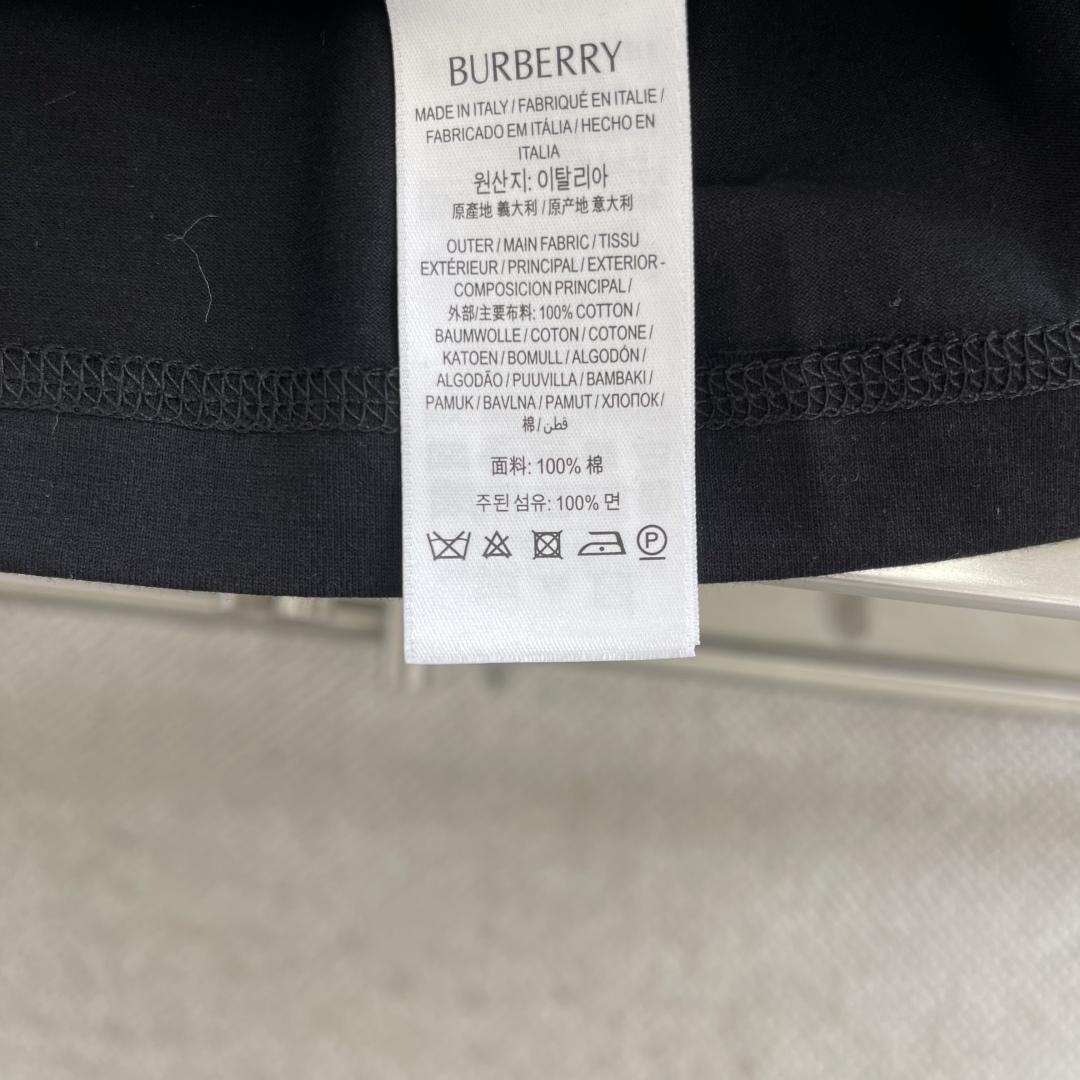 BURBERRY
MADE IN ITALY / FABRIQUÉ EN ITALIE /
FABRICADO EM ITÁLIA / HECHO EN
ITALIA
원산지: 이탈리아
原產地 義大利 / 原产地 意大利
OUTER / MAIN FABRIC / TISSU
EXTÉRIEUR / PRINCIPAL / EXTERIOR -
COMPOSICION PRINCIPAL /
外部/主要布料: 100% COTTON /
BAUMWOLLE / COTON / COTONE /
KATOEN / BOMULL / ALGODÓN /
ALGODÃO / PUUVILLA / BAMBAKI /
PAMUK / BAVLNA / PAMUT / ХЛОПОК /
棉 / قطن
面料: 100% 棉
주된 섬유: 100% 면
P